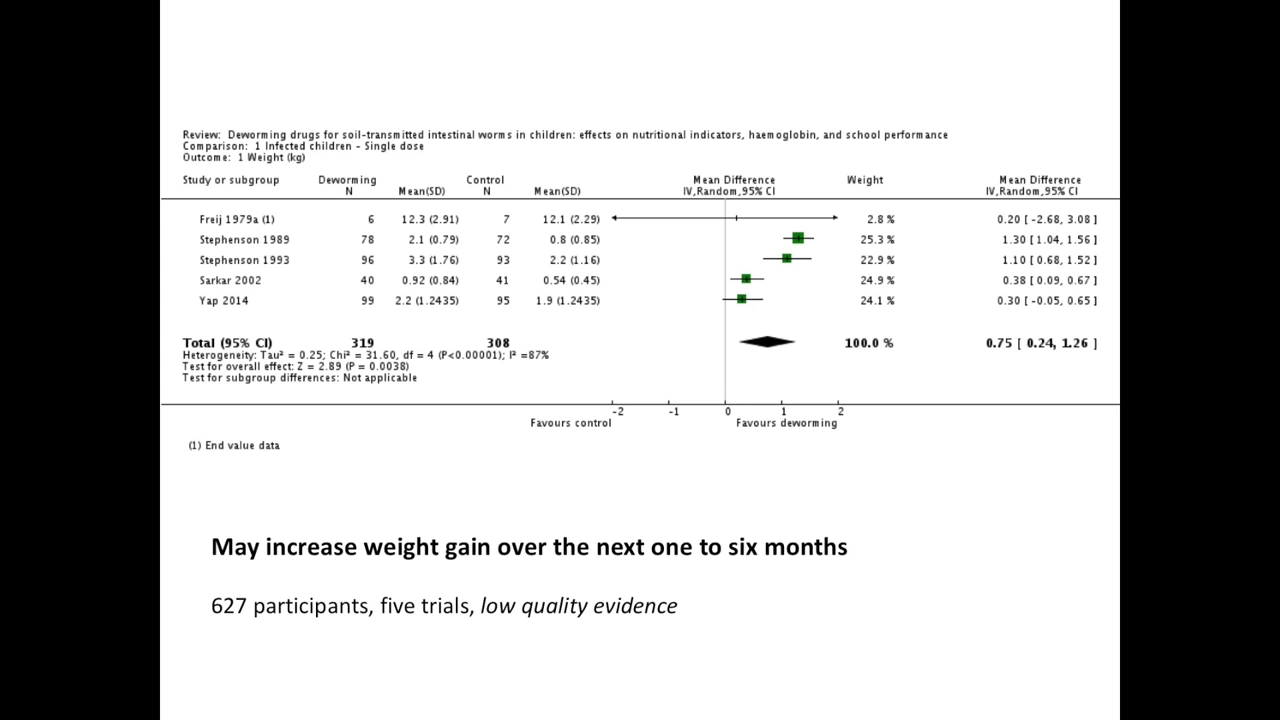 Review: Deworming drugs for soil-transmitted intestinal worms in children: effects on nutritional indicators, haemoglobin, and school performance
Comparison: 1 Infected children - Single dose
Outcome: 1 Weight (kg)
Study or subgroup Deworming Control Mean Difference Weight Mean Difference
N Mean(SD) N Mean(SD) IV,Random,95% CI IV,Random,95% CI
Freij 1979a (1) 6 12.3 (2.91) 7 12.1 (2.29) 2.8 % 0.20 [ -2.68, 3.08 ]
Stephenson 1989 78 2.1 (0.79) 72 0.8 (0.85) 25.3 % 1.30 [ 1.04, 1.56 ]
Stephenson 1993 96 3.3 (1.76) 93 2.2 (1.16) 22.9 % 1.10 [ 0.68, 1.52 ]
Sarkar 2002 40 0.92 (0.84) 41 0.54 (0.45) 24.9 % 0.38 [ 0.09, 0.67 ]
Yap 2014 99 2.2 (1.2435) 95 1.9 (1.2435) 24.1 % 0.30 [ -0.05, 0.65 ]
Total (95% CI) 319 308 100.0 % 0.75 [ 0.24, 1.26 ]
Heterogeneity: Tau² = 0.25; Chi² = 31.60, df = 4 (P<0.00001); I² =87%
Test for overall effect: Z = 2.89 (P = 0.0038)
Test for subgroup differences: Not applicable
-2 -1 0 1 2
Favours control Favours deworming
(1) End value data
May increase weight gain over the next one to six months
627 participants, five trials, low quality evidence